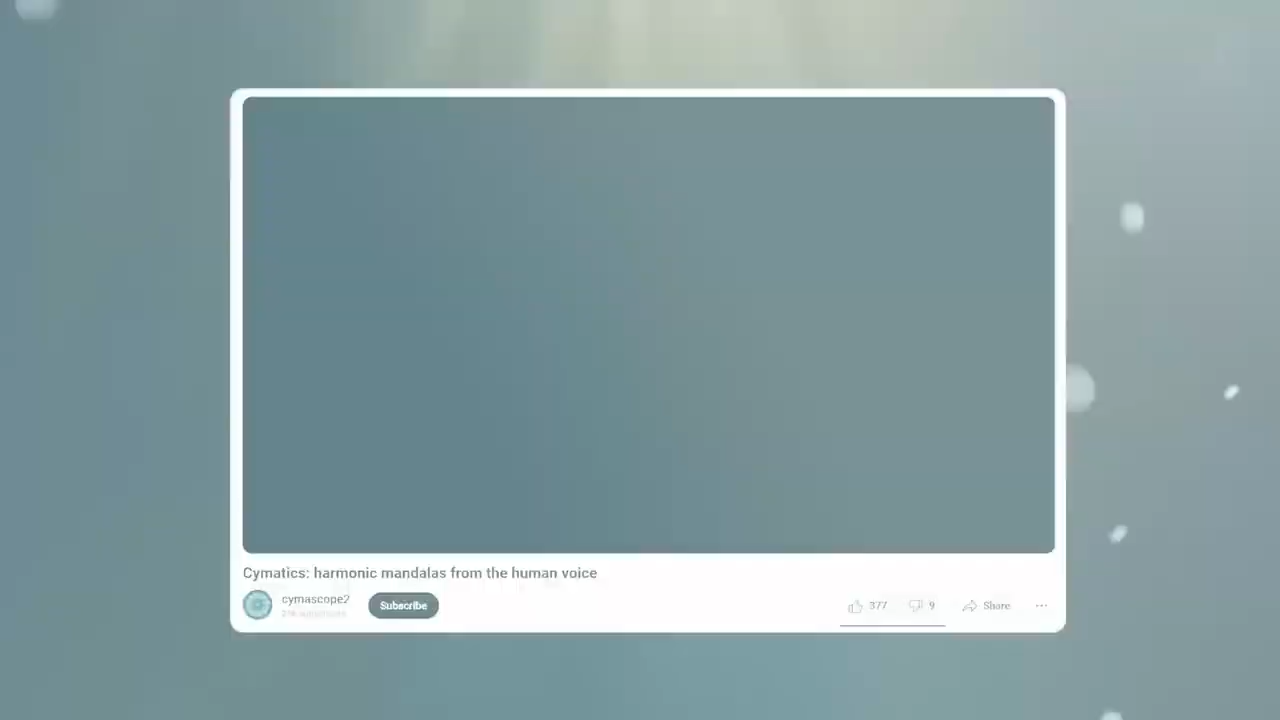 Cymatics: harmonic mandalas from the human voice
cymascope2
Subscribe
377
9
Share